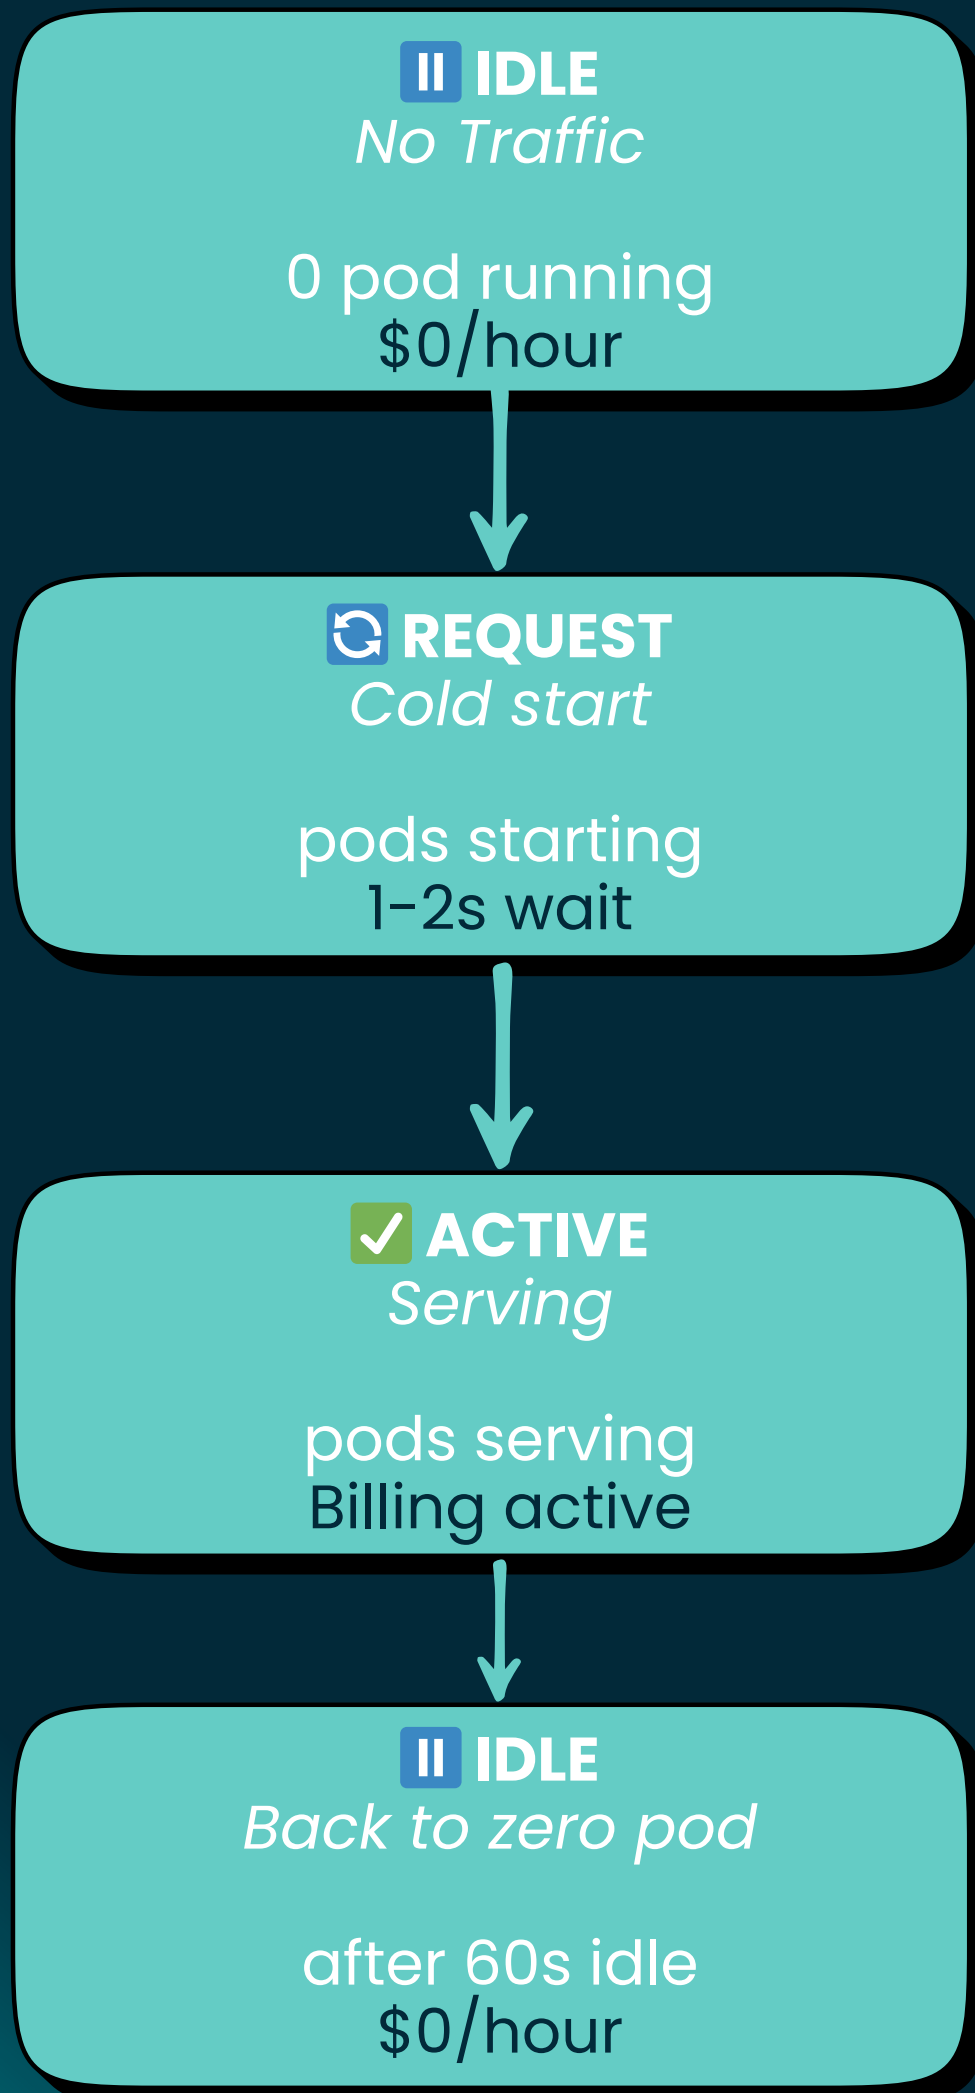 ⏸ IDLE
No Traffic
0 pod running
$0/hour
🔄 REQUEST
Cold start
pods starting
1-2s wait
✅ ACTIVE
Serving
pods serving
Billing active
⏸ IDLE
Back to zero pod
after 60s idle
$0/hour